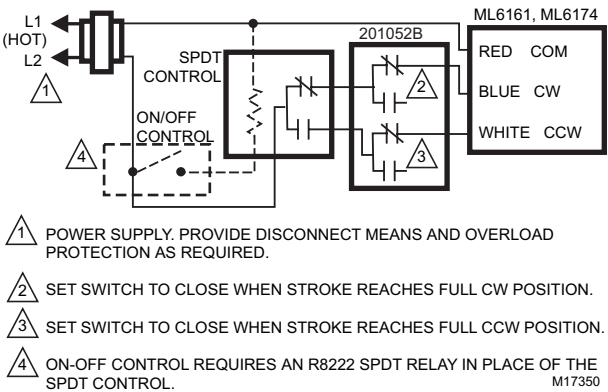 L1
(HOT)
L2
1
ML6161, ML6174
201052B
SPDT
CONTROL
RED COM
BLUE CW
WHITE CCW
2
3
ON/OFF
CONTROL
4
1 POWER SUPPLY. PROVIDE DISCONNECT MEANS AND OVERLOAD
PROTECTION AS REQUIRED.
2 SET SWITCH TO CLOSE WHEN STROKE REACHES FULL CW POSITION.
3 SET SWITCH TO CLOSE WHEN STROKE REACHES FULL CCW POSITION.
4 ON-OFF CONTROL REQUIRES AN R8222 SPDT RELAY IN PLACE OF THE
SPDT CONTROL.
M17350